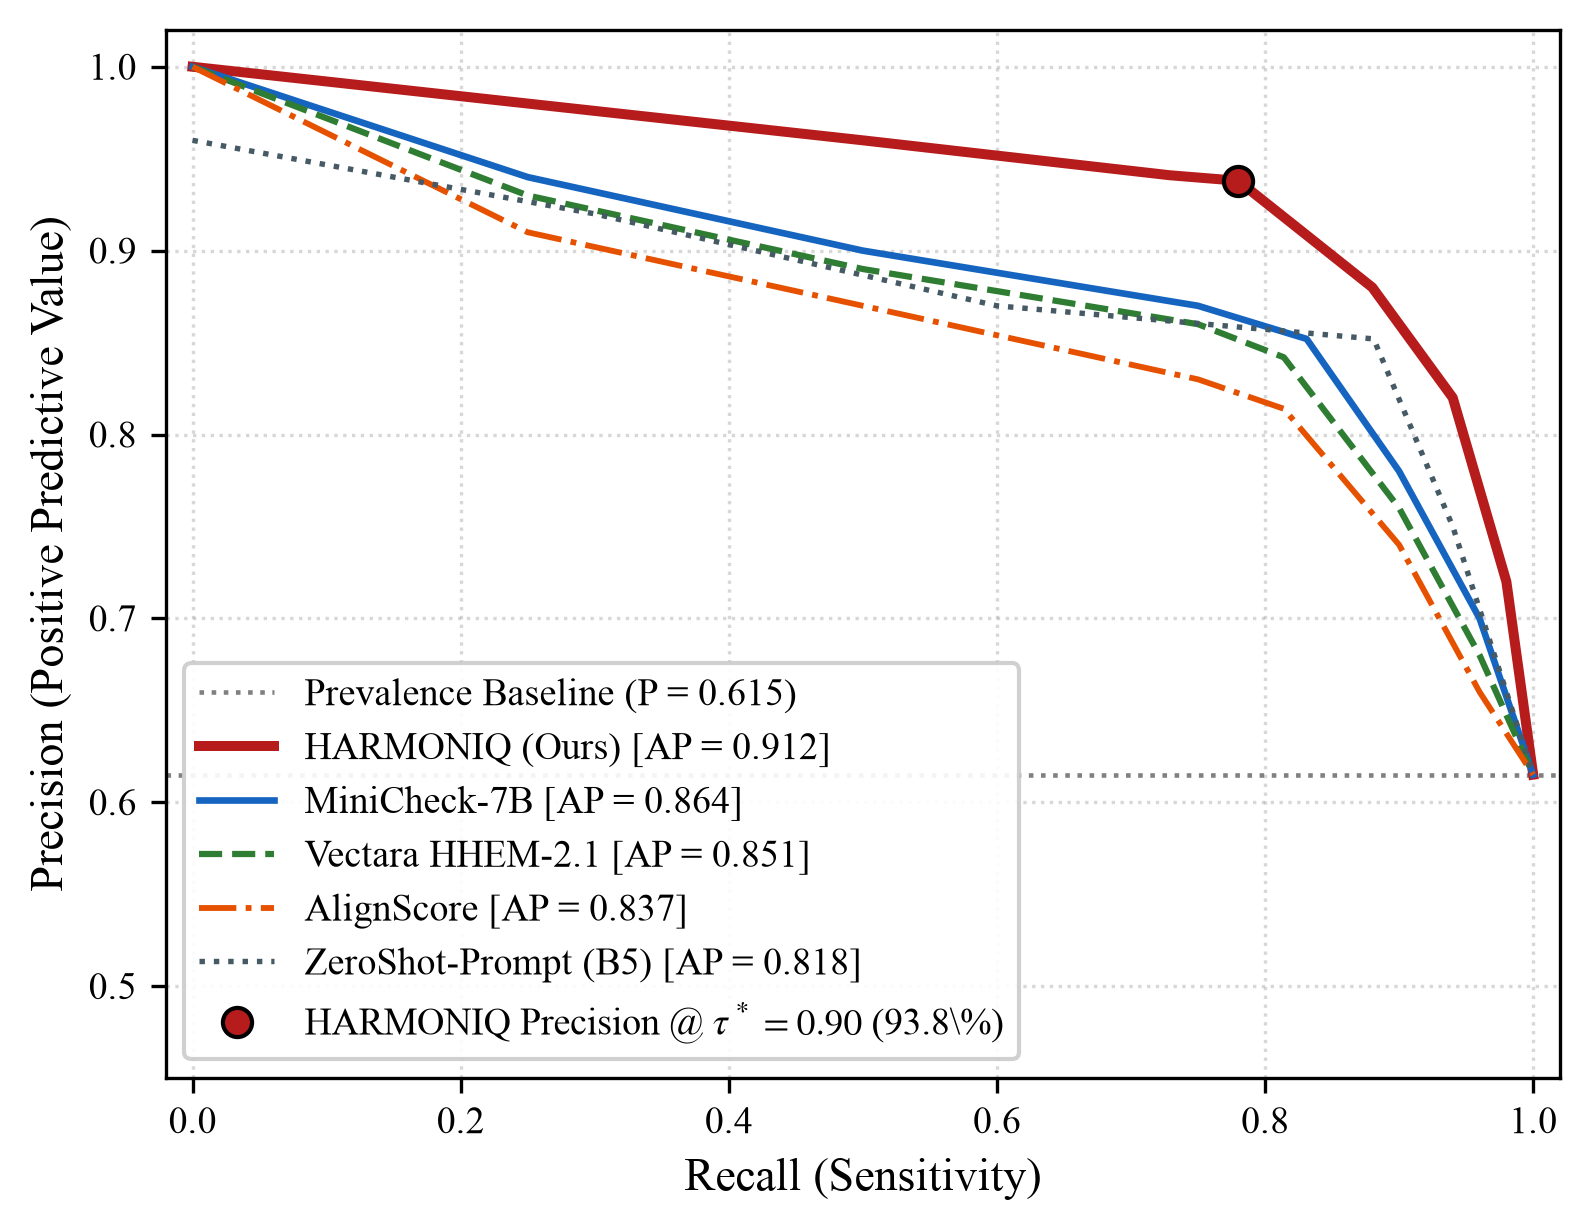 Precision (Positive Predictive Value)
1.0
0.9
0.8
0.7
0.6
0.5
Prevalence Baseline (P = 0.615)
HARMONIQ (Ours) [AP = 0.912]
MiniCheck-7B [AP = 0.864]
Vectara HHEM-2.1 [AP = 0.851]
AlignScore [AP = 0.837]
ZeroShot-Prompt (B5) [AP = 0.818]
HARMONIQ Precision @ τ* = 0.90 (93.8\%)
0.0 0.2 0.4 0.6 0.8 1.0
Recall (Sensitivity)